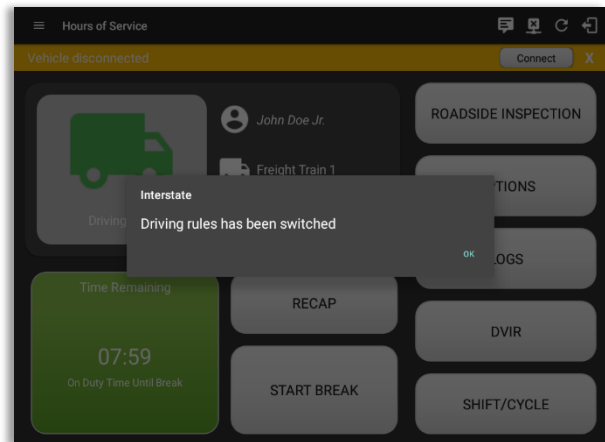 Hours of Service
Vehicle disconnected
Connect
X
John Doe Jr.
Freight Train 1
Driving
ROADSIDE INSPECTION
Interstate
Driving rules has been switched
OK
TIONS
LOGS
Time Remaining
07:59
On Duty Time Until Break
RECAP
START BREAK
DVIR
SHIFT/CYCLE